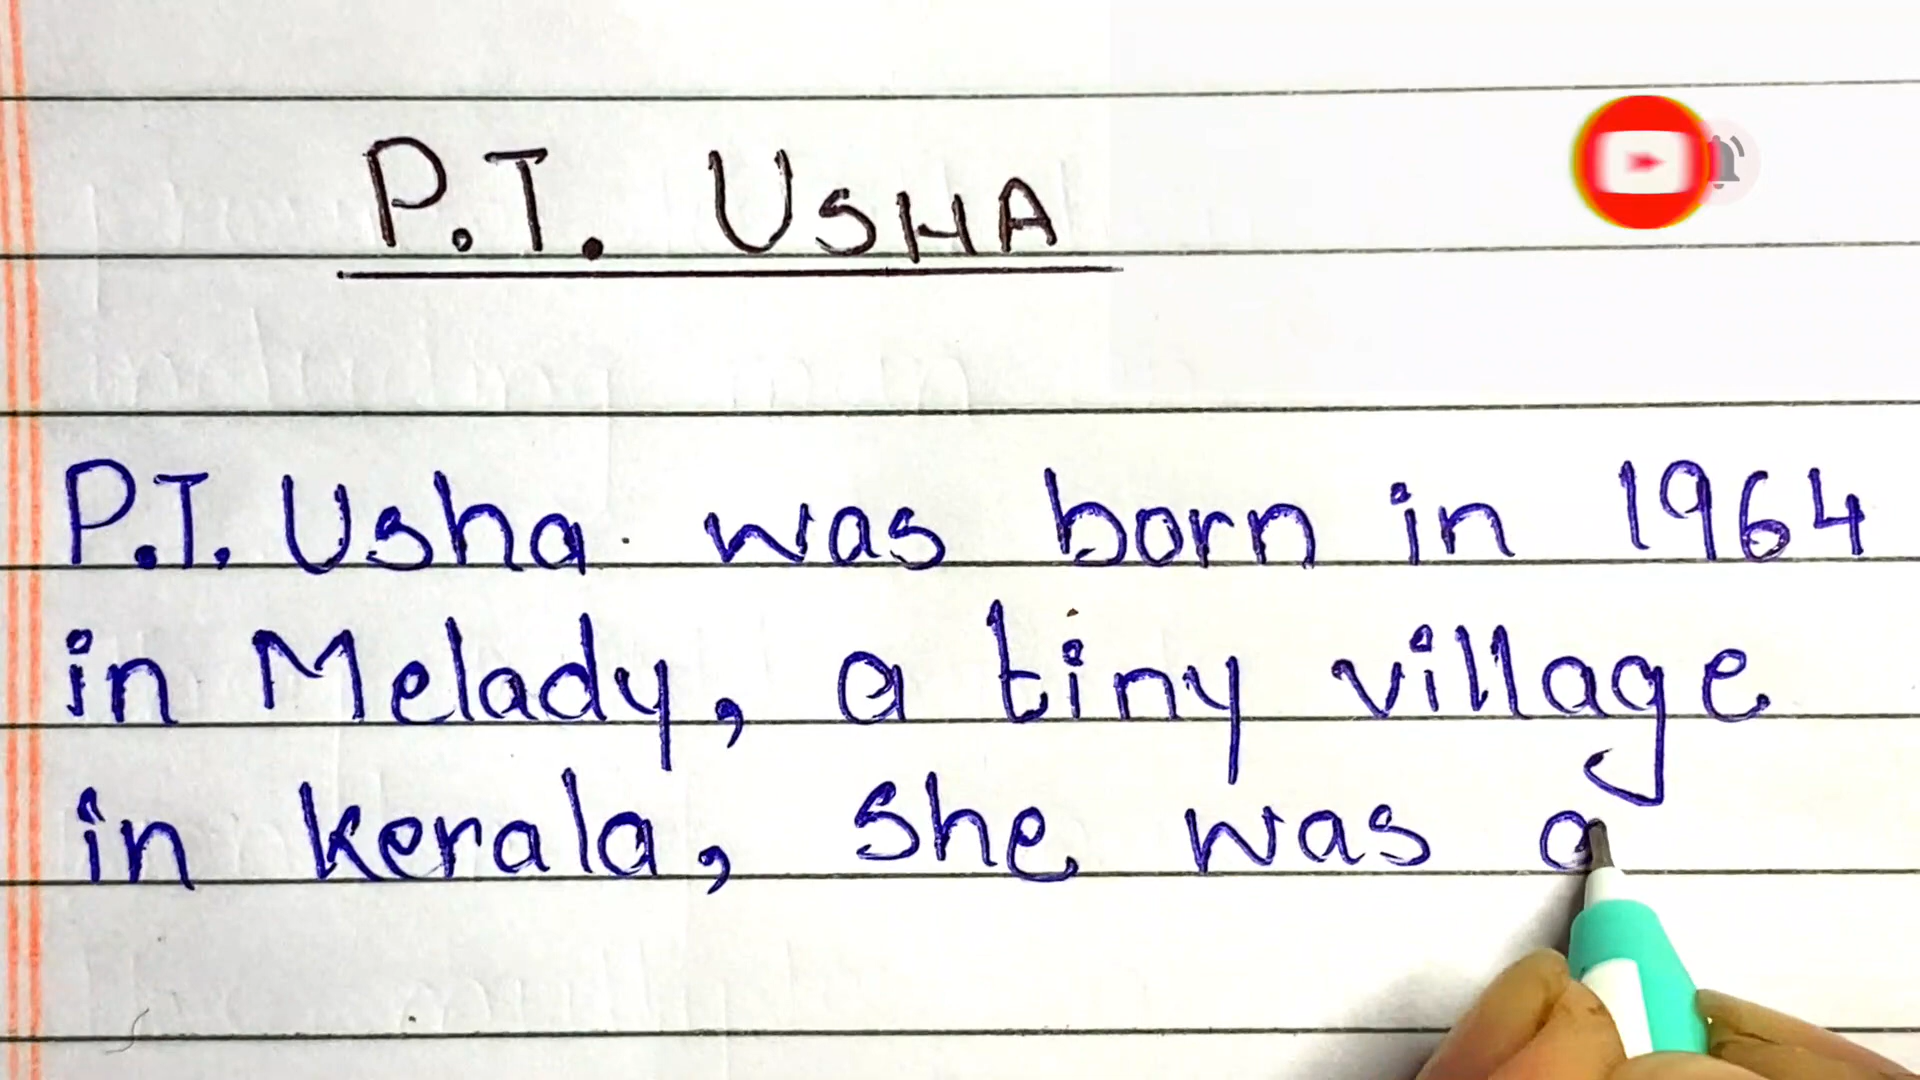 P.T. USHA
P.T. Usha was born in 1964
in Melady, a tiny village
in kerala, she was a